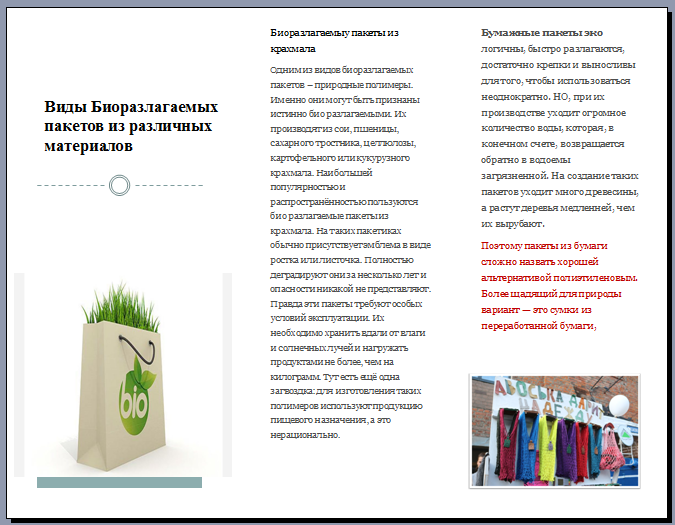 Виды Биоразлагаемых
пакетов из различных
материалов
bio
Биоразлагаемыу пакеты из
крахмала
Одним из видов биоразлагаемых
пакетов – природные полимеры.
Именно они могут быть признаны
истинно био разлагаемыми. Их
производят из сои, пшеницы,
сахарного тростника, целлюлозы,
картофельного или кукурузного
крахмала. Наибольшей
популярностью и
распространённостью пользуются
био разлагаемые пакеты из
крахмала. На таких пакетиках
обычно присутствует эмблема в виде
ростка или листочка. Полностью
деградируют они за несколько лет и
опасности никакой не представляют.
Правда эти пакеты требуют особых
условий эксплуатации. Их
необходимо хранить вдали от влаги
и солнечных лучей и нагружать
продуктами не более, чем на
килограмм. Тут есть ещё одна
загвоздка: для изготовления таких
полимеров используют продукцию
пищевого назначения, а это
нерационально.
Бумажные пакеты эко
логичны, быстро разлагаются,
достаточно крепки и выносливы
для того, чтобы использоваться
неоднократно. НО, при их
производстве уходит огромное
количество воды, которая, в
конечном счете, возвращается
обратно в водоемы
загрязненной. На создание таких
пакетов уходит много древесины,
а растут деревья медленней, чем
их вырубают.
Поэтому пакеты из бумаги
сложно назвать хорошей
альтернативой полиэтиленовым.
Более щадящий для природы
вариант — это сумки из
переработанной бумаги,
АВОСЬКА ДАРИТ
НАДЕЖДУ